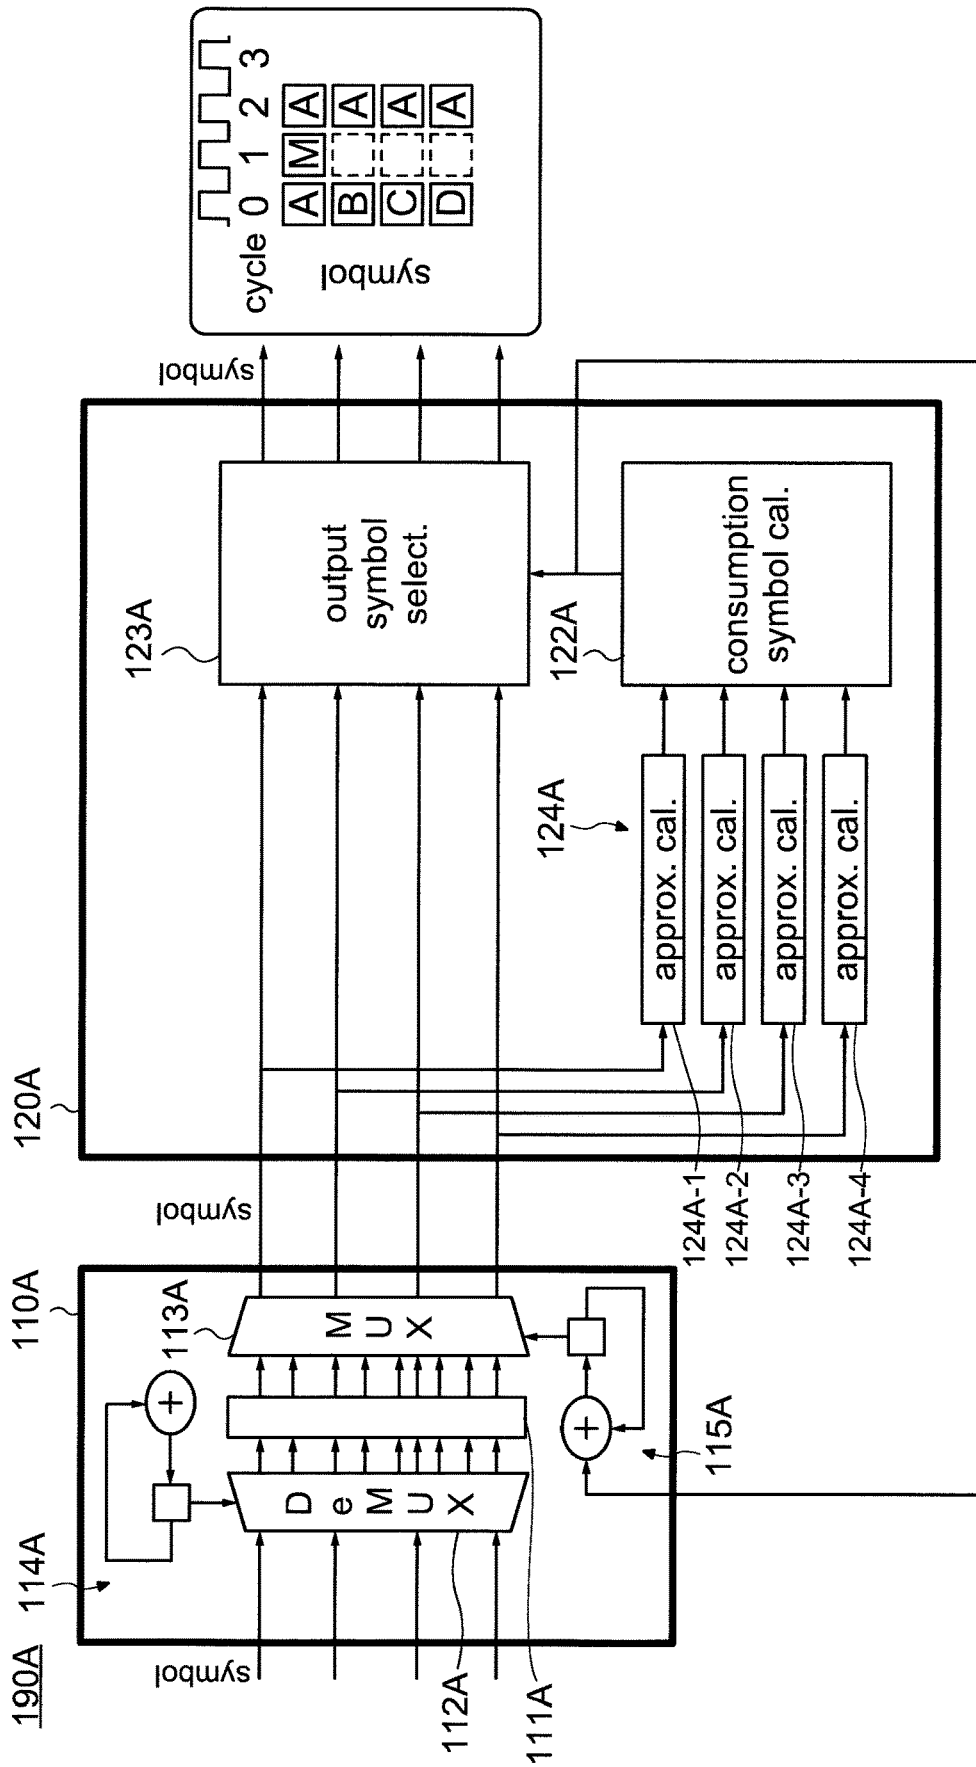 190A
symbol
114A
112A
111A
DeMUX
110A
113A
MUX
115A
symbol
120A
124A-1
124A-2
124A-3
124A-4
124A
approx. cal.
approx. cal.
approx. cal.
approx. cal.
123A
output
symbol
select.
122A
consumption
symbol cal.
symbol
cycle 0 1 2 3
symbol
A M A
B A
C A
D A
+
+